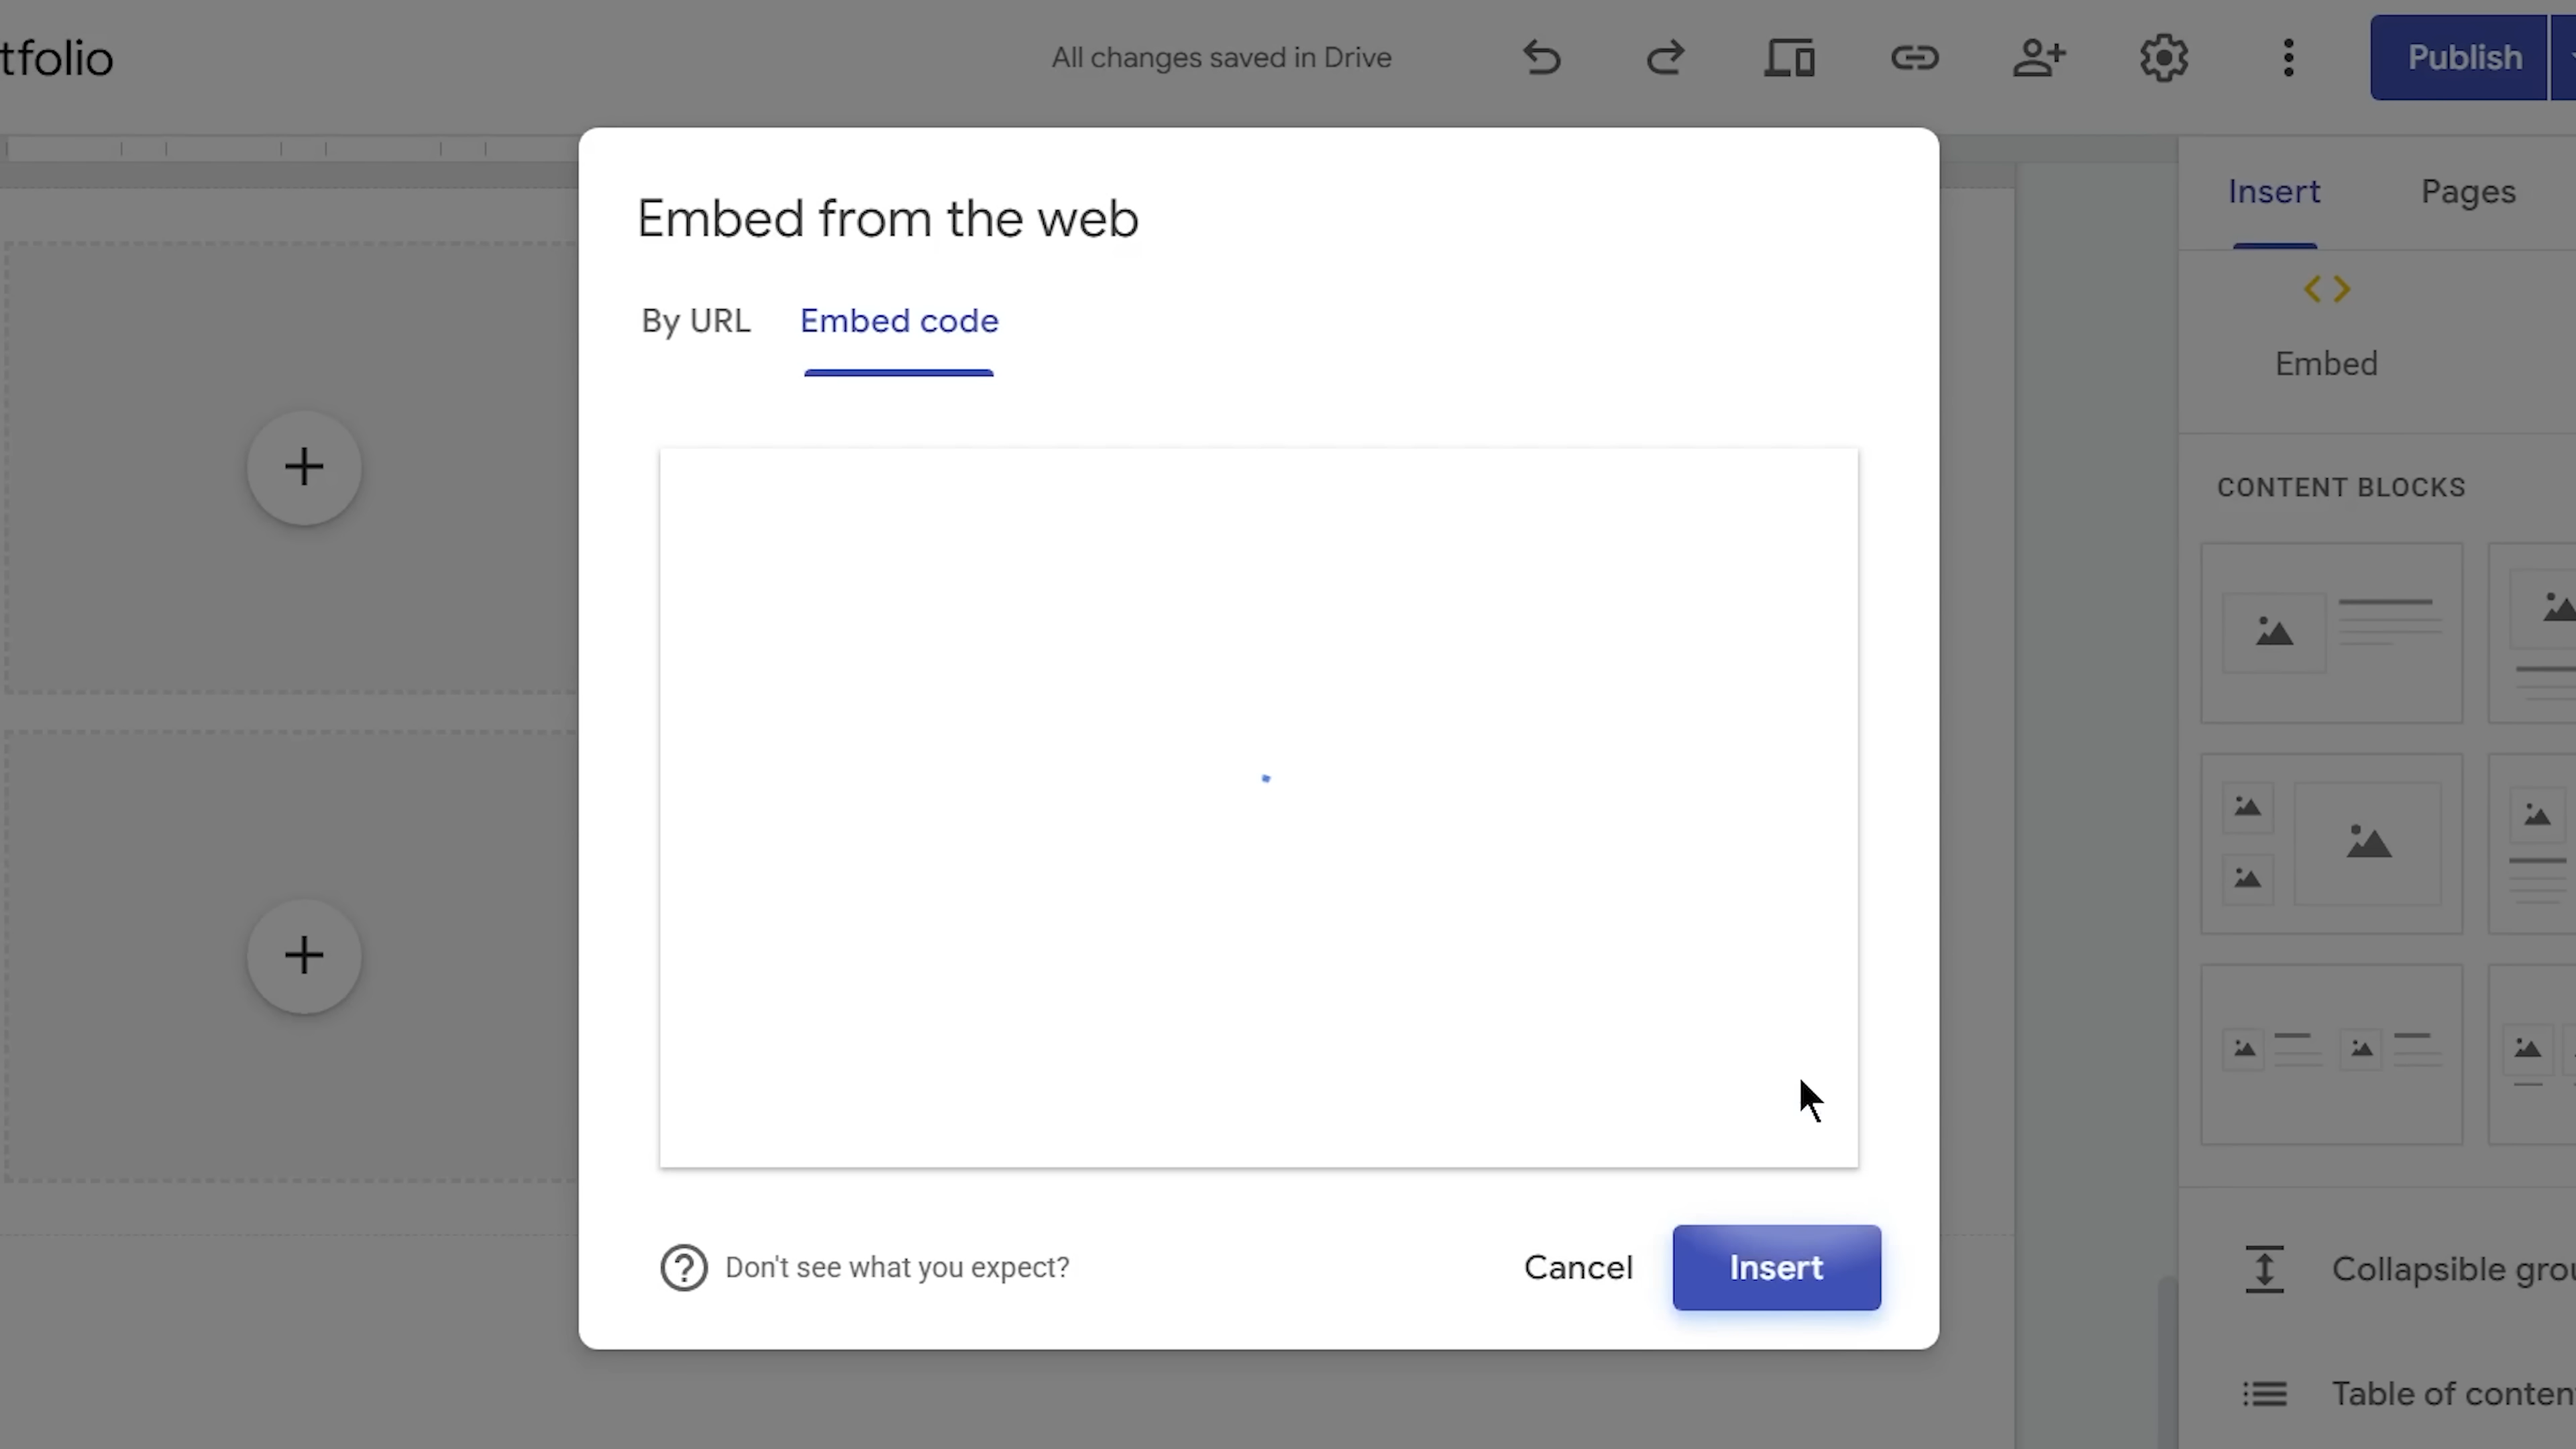 tfolio
All changes saved in Drive
Publish
Embed from the web
By URL
Embed code
Insert
Pages
Embed
CONTENT BLOCKS
Don't see what you expect?
Cancel
Insert
Collapsible grou
Table of conten